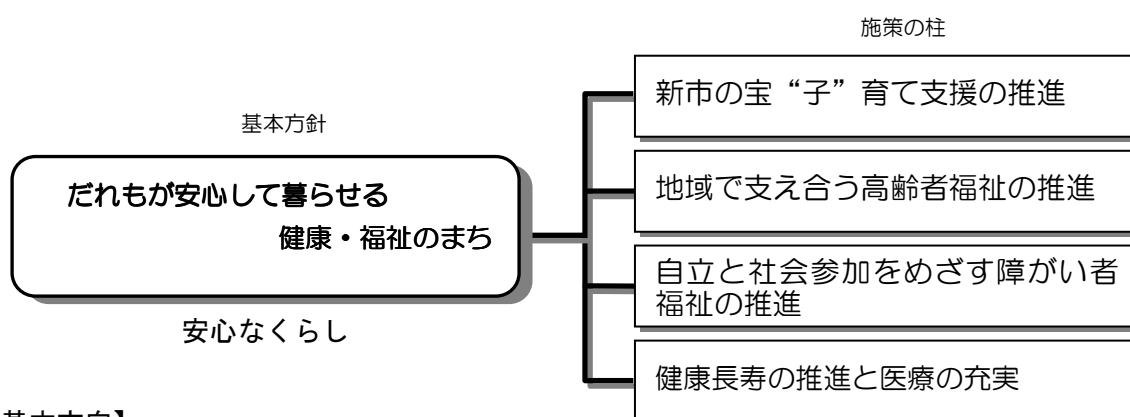 施策の柱
新市の宝“子”育て支援の推進
基本方針
だれもが安心して暮らせる
健康・福祉のまち
地域で支え合う高齢者福祉の推進
自立と社会参加をめざす障がい者
福祉の推進
安心なくらし
健康長寿の推進と医療の充実